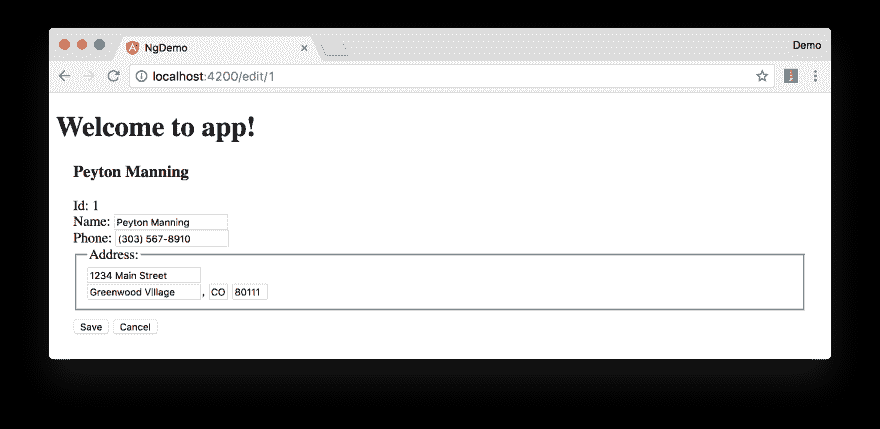 NgDemo
Demo
localhost:4200/edit/1
Welcome to app!
Peyton Manning
Id: 1
Name: Peyton Manning
Phone: (303) 567-8910
Address:
1234 Main Street
Greenwood Village , CO 80111
Save Cancel